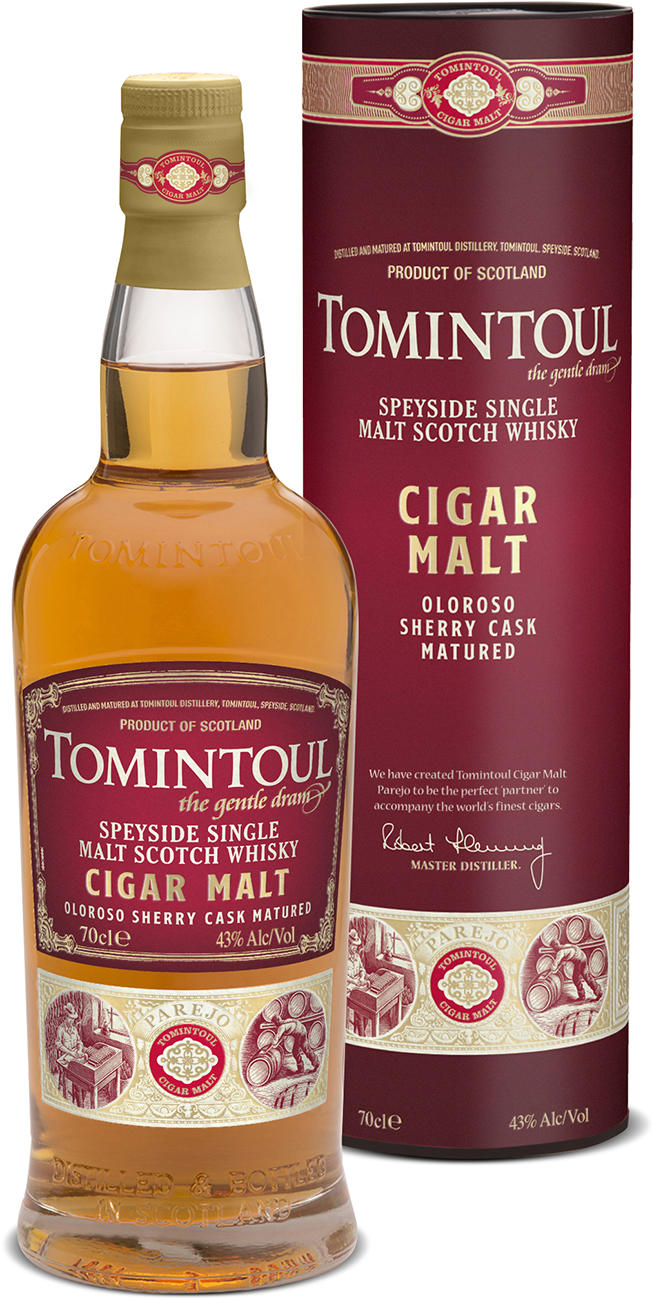 TOMINTOUL
CIGAR MALT
TOMINTOUL
DISTILLED AND MATURED AT TOMINTOUL DISTILLERY, TOMINTOUL, SPEYSIDE, SCOTLAND.
PRODUCT OF SCOTLAND
TOMINTOUL
the gentle dram
SPEYSIDE SINGLE
MALT SCOTCH WHISKY
CIGAR MALT
OLOROSO SHERRY CASK MATURED
70cl e
43% Alc/Vol
PAREJO
TOMINTOUL
CIGAR MALT
DISTILLED & BOTTLED
IN SCOTLAND
TOMINTOUL
CIGAR MALT
DISTILLED AND MATURED AT TOMINTOUL DISTILLERY, TOMINTOUL, SPEYSIDE, SCOTLAND.
PRODUCT OF SCOTLAND
TOMINTOUL
the gentle dram
SPEYSIDE SINGLE
MALT SCOTCH WHISKY
CIGAR
MALT
OLOROSO
SHERRY CASK
MATURED
We have created Tomintoul Cigar Malt
Parejo to be the perfect 'partner' to
accompany the world's finest cigars.
Robert Fleming
MASTER DISTILLER.
PAREJO
TOMINTOUL
CIGAR MALT
70cl e
43% Alc/Vol